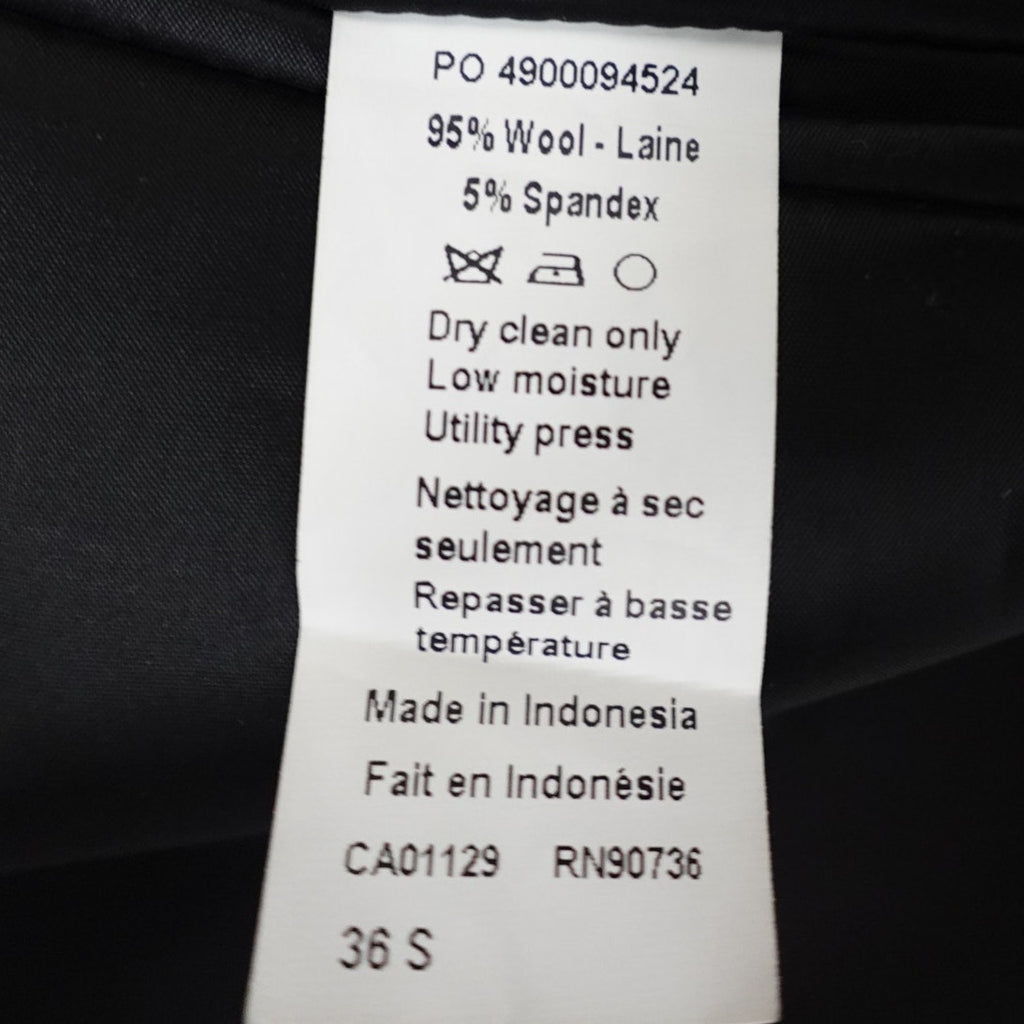 PO 4900094524
95% Wool - Laine
5% Spandex
Dry clean only
Low moisture
Utility press
Nettoyage à sec
seulement
Repasser à basse
température
Made in Indonesia
Fait en Indonésie
CA01129 RN90736
36 S